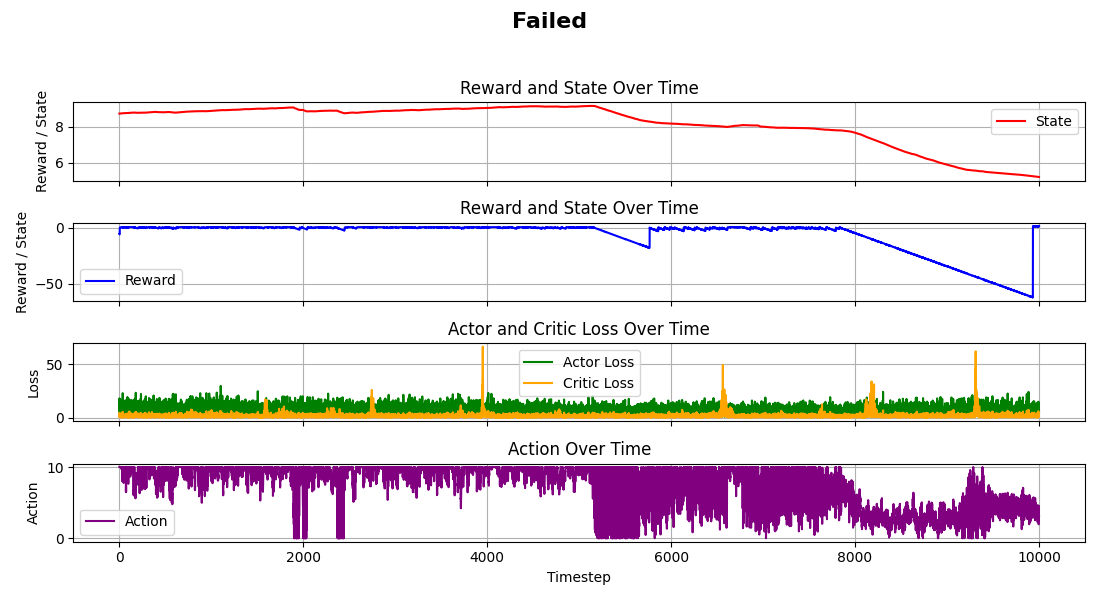 Failed
Reward and State Over Time
Reward / State
8
6
State
Reward and State Over Time
Reward / State
0
−50
Reward
Actor and Critic Loss Over Time
Loss
50
0
Actor Loss
Critic Loss
Action Over Time
Action
10
0
Action
0 2000 4000 6000 8000 10000
Timestep